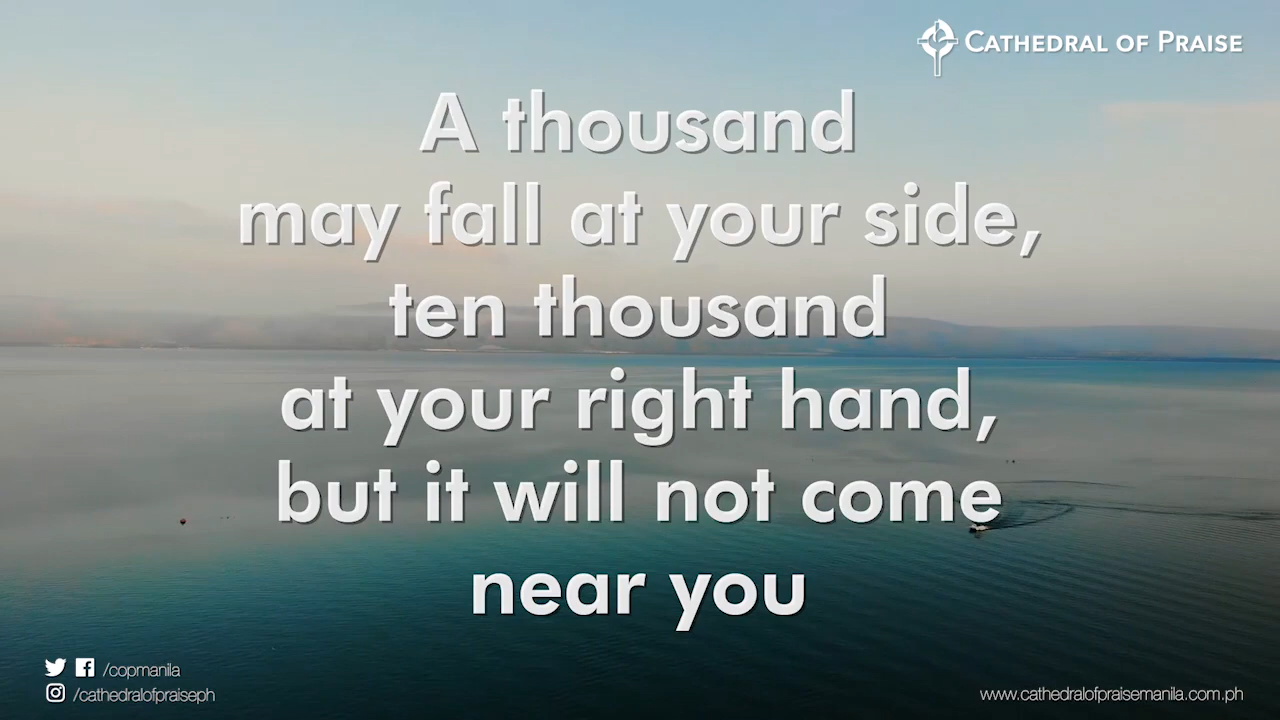 CATHEDRAL OF PRAISE
A thousand
may fall at your side,
ten thousand
at your right hand,
but it will not come
near you
/copmanila
/cathedralofpraiseph
www.cathedralofpraisemanila.com.ph